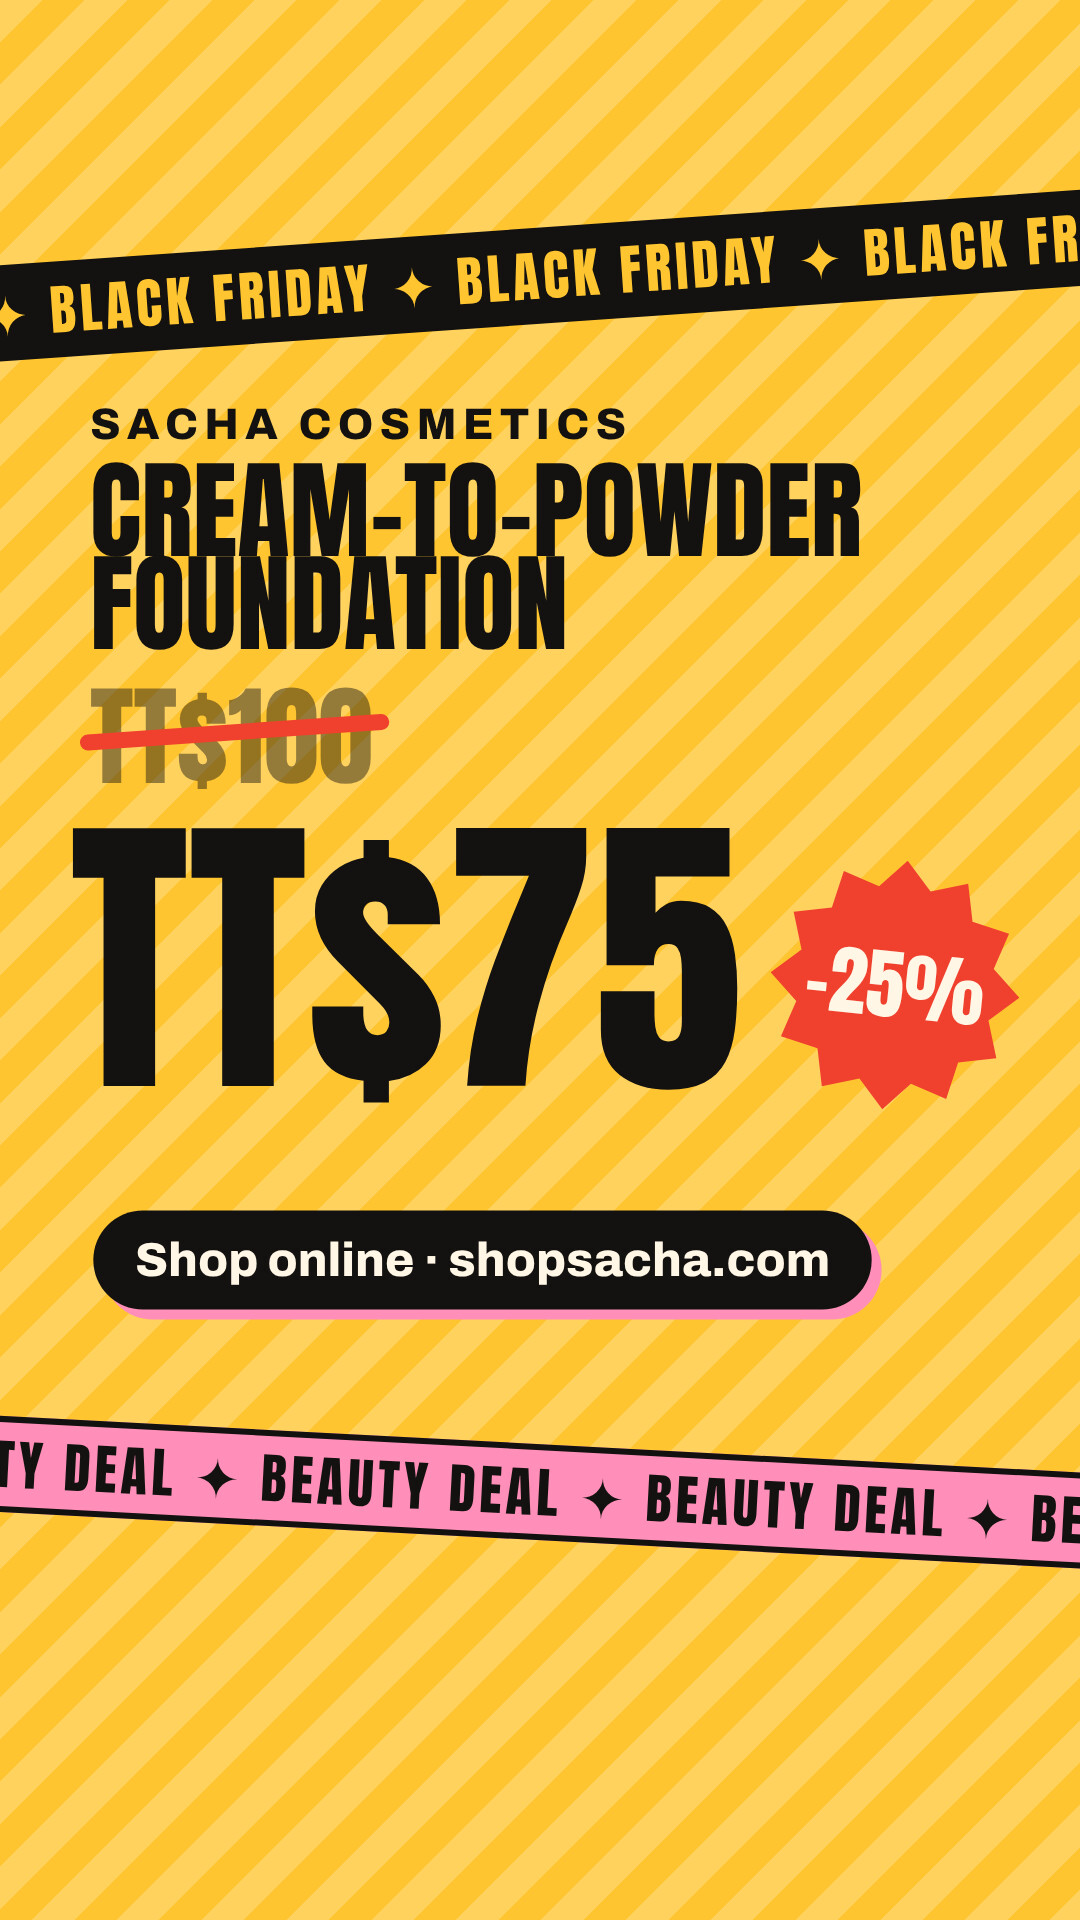 ✦ BLACK FRIDAY ✦ BLACK FRIDAY ✦ BLACK FR
SACHA COSMETICS
CREAM-TO-POWDER
FOUNDATION
TT$100
TT$75
-25%
Shop online · shopsacha.com
TY DEAL ✦ BEAUTY DEAL ✦ BEAUTY DEAL ✦ BE